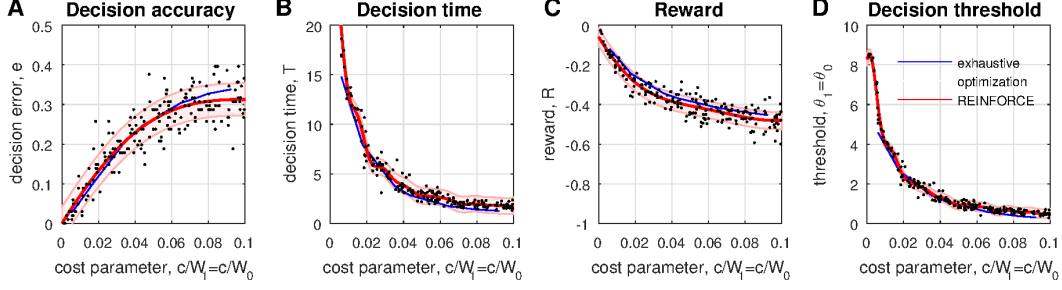 A Decision accuracy
decision error, e
0.5
0.4
0.3
0.2
0.1
0
0 0.02 0.04 0.06 0.08 0.1
cost parameter, c/W1=c/W0
B Decision time
decision time, T
20
15
10
5
0
0 0.02 0.04 0.06 0.08 0.1
cost parameter, c/W1=c/W0
C Reward
reward, R
0
-0.2
-0.4
-0.6
-0.8
-1
0 0.02 0.04 0.06 0.08 0.1
cost parameter, c/W1=c/W0
D Decision threshold
threshold, θ1=θ0
10
8
6
4
2
0
exhaustive
optimization
REINFORCE
0 0.02 0.04 0.06 0.08 0.1
cost parameter, c/W1=c/W0